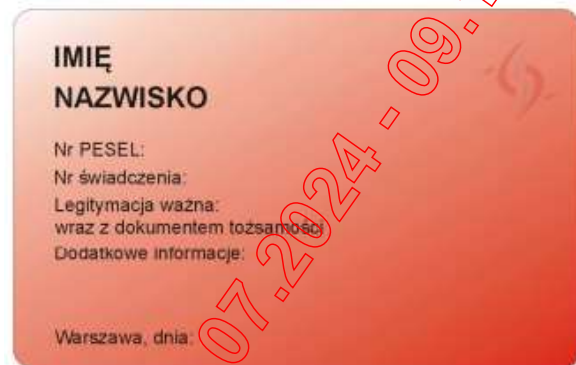 IMIĘ
NAZWISKO
Nr PESEL:
Nr świadczenia:
Legitymacja ważna:
wraz z dokumentem tożsamości
Dodatkowe informacje:
Warszawa, dnia:
07.2024 - 09.